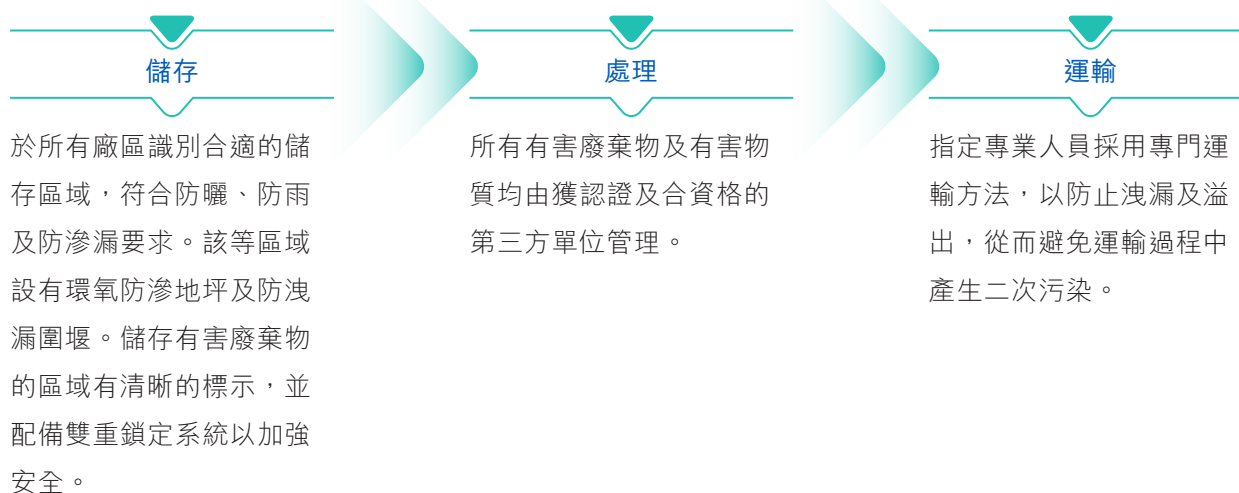 儲存
於所有廠區識別合適的儲
存區域，符合防曬、防雨
及防滲漏要求。該等區域
設有環氧防滲地坪及防洩
漏圍堰。儲存有害廢棄物
的區域有清晰的標示，並
配備雙重鎖定系統以加強
安全。
處理
所有有害廢棄物及有害物
質均由獲認證及合資格的
第三方單位管理。
運輸
指定專業人員採用專門運
輸方法，以防止洩漏及溢
出，從而避免運輸過程中
產生二次污染。